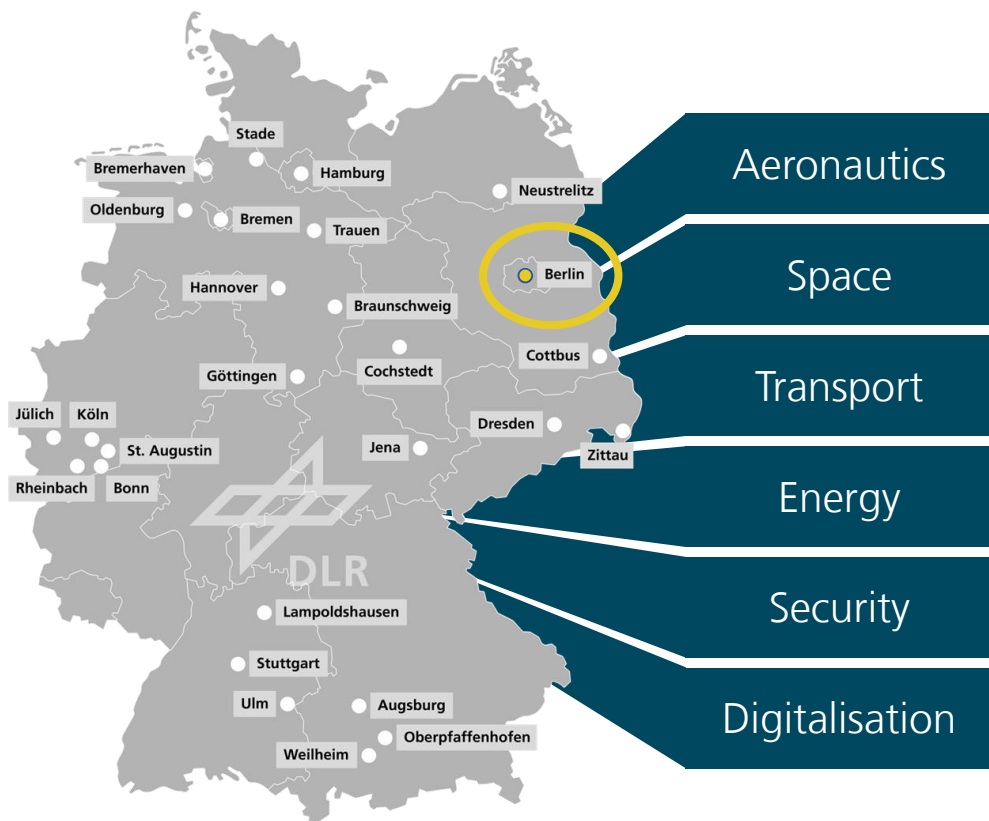 Stade
Bremerhaven
Hamburg
Neustrelitz
Oldenburg
Bremen
Trauen
Berlin
Hannover
Braunschweig
Cottbus
Göttingen
Cochstedt
Jülich
Köln
Dresden
St. Augustin
Jena
Zittau
Rheinbach
Bonn
DLR
Lampoldshausen
Stuttgart
Ulm
Augsburg
Oberpfaffenhofen
Weilheim
Aeronautics
Space
Transport
Energy
Security
Digitalisation